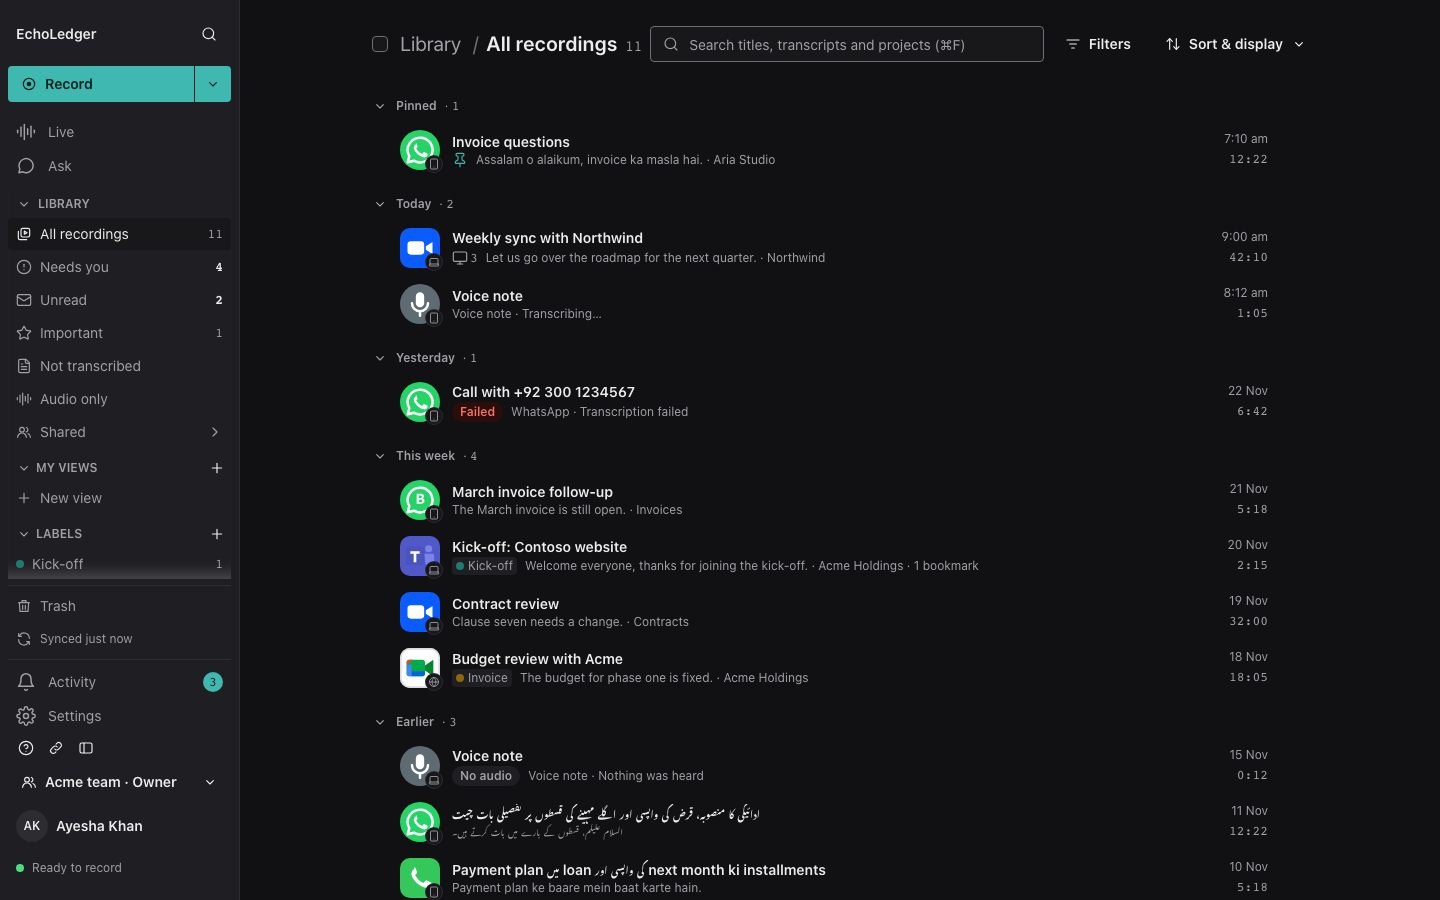 EchoLedger
Record
Live
Ask
LIBRARY
All recordings 11
Needs you 4
Unread 2
Important 1
Not transcribed
Audio only
Shared
MY VIEWS
New view
LABELS
Kick-off 1
Trash
Synced just now
Activity 3
Settings
Acme team · Owner
AK Ayesha Khan
Ready to record
Library / All recordings 11
Search titles, transcripts and projects (⌘F)
Filters
Sort & display
Pinned · 1
Invoice questions 7:10 am
Assalam o alaikum, invoice ka masla hai. · Aria Studio 12:22
Today · 2
Weekly sync with Northwind 9:00 am
3 Let us go over the roadmap for the next quarter. · Northwind 42:10
Voice note 8:12 am
Voice note · Transcribing… 1:05
Yesterday · 1
Call with +92 300 1234567 22 Nov
Failed WhatsApp · Transcription failed 6:42
This week · 4
B March invoice follow-up 21 Nov
The March invoice is still open. · Invoices 5:18
T Kick-off: Contoso website 20 Nov
Kick-off Welcome everyone, thanks for joining the kick-off. · Acme Holdings · 1 bookmark 2:15
Contract review 19 Nov
Clause seven needs a change. · Contracts 32:00
Budget review with Acme 18 Nov
Invoice The budget for phase one is fixed. · Acme Holdings 18:05
Earlier · 3
Voice note 15 Nov
No audio Voice note · Nothing was heard 0:12
ادائیگی کا منصوبہ، قرض کی واپسی اور اگلے مہینے کی قسطوں پر تفصیلی بات چیت 11 Nov
السلام علیکم، قسطوں کے بارے میں بات کرتے ہیں۔ 12:22
Payment plan میں loan کی واپسی اور next month ki installments 10 Nov
Payment plan ke baare mein baat karte hain. 5:18